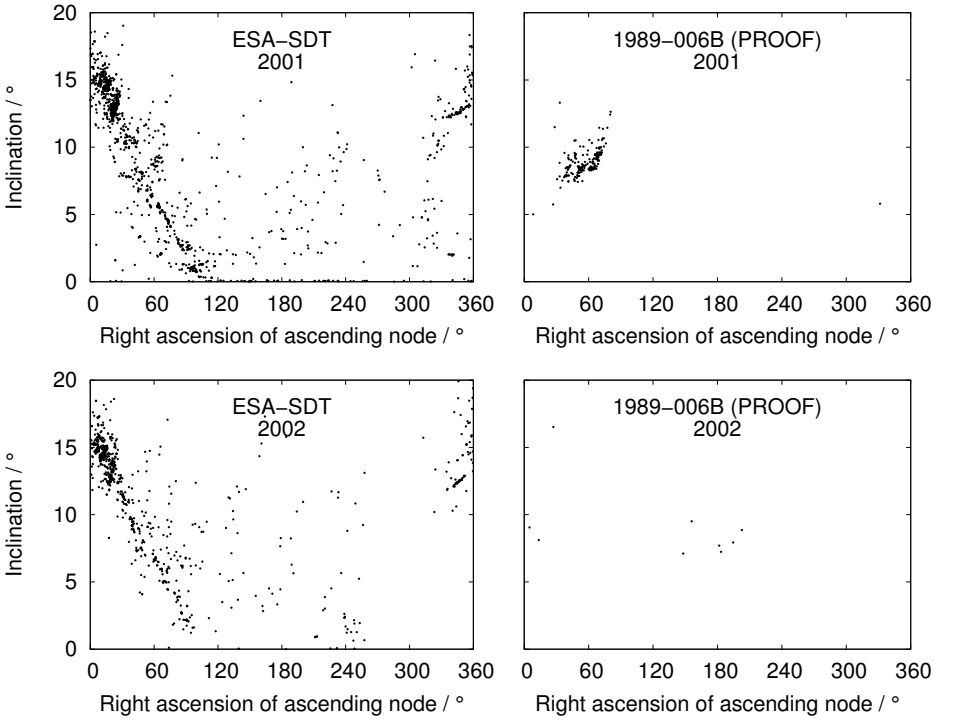 20
15
10
5
0
Inclination / °
ESA−SDT
2001
0 60 120 180 240 300 360
Right ascension of ascending node / °
1989−006B (PROOF)
2001
0 60 120 180 240 300 360
Right ascension of ascending node / °
20
15
10
5
0
Inclination / °
ESA−SDT
2002
0 60 120 180 240 300 360
Right ascension of ascending node / °
1989−006B (PROOF)
2002
0 60 120 180 240 300 360
Right ascension of ascending node / °